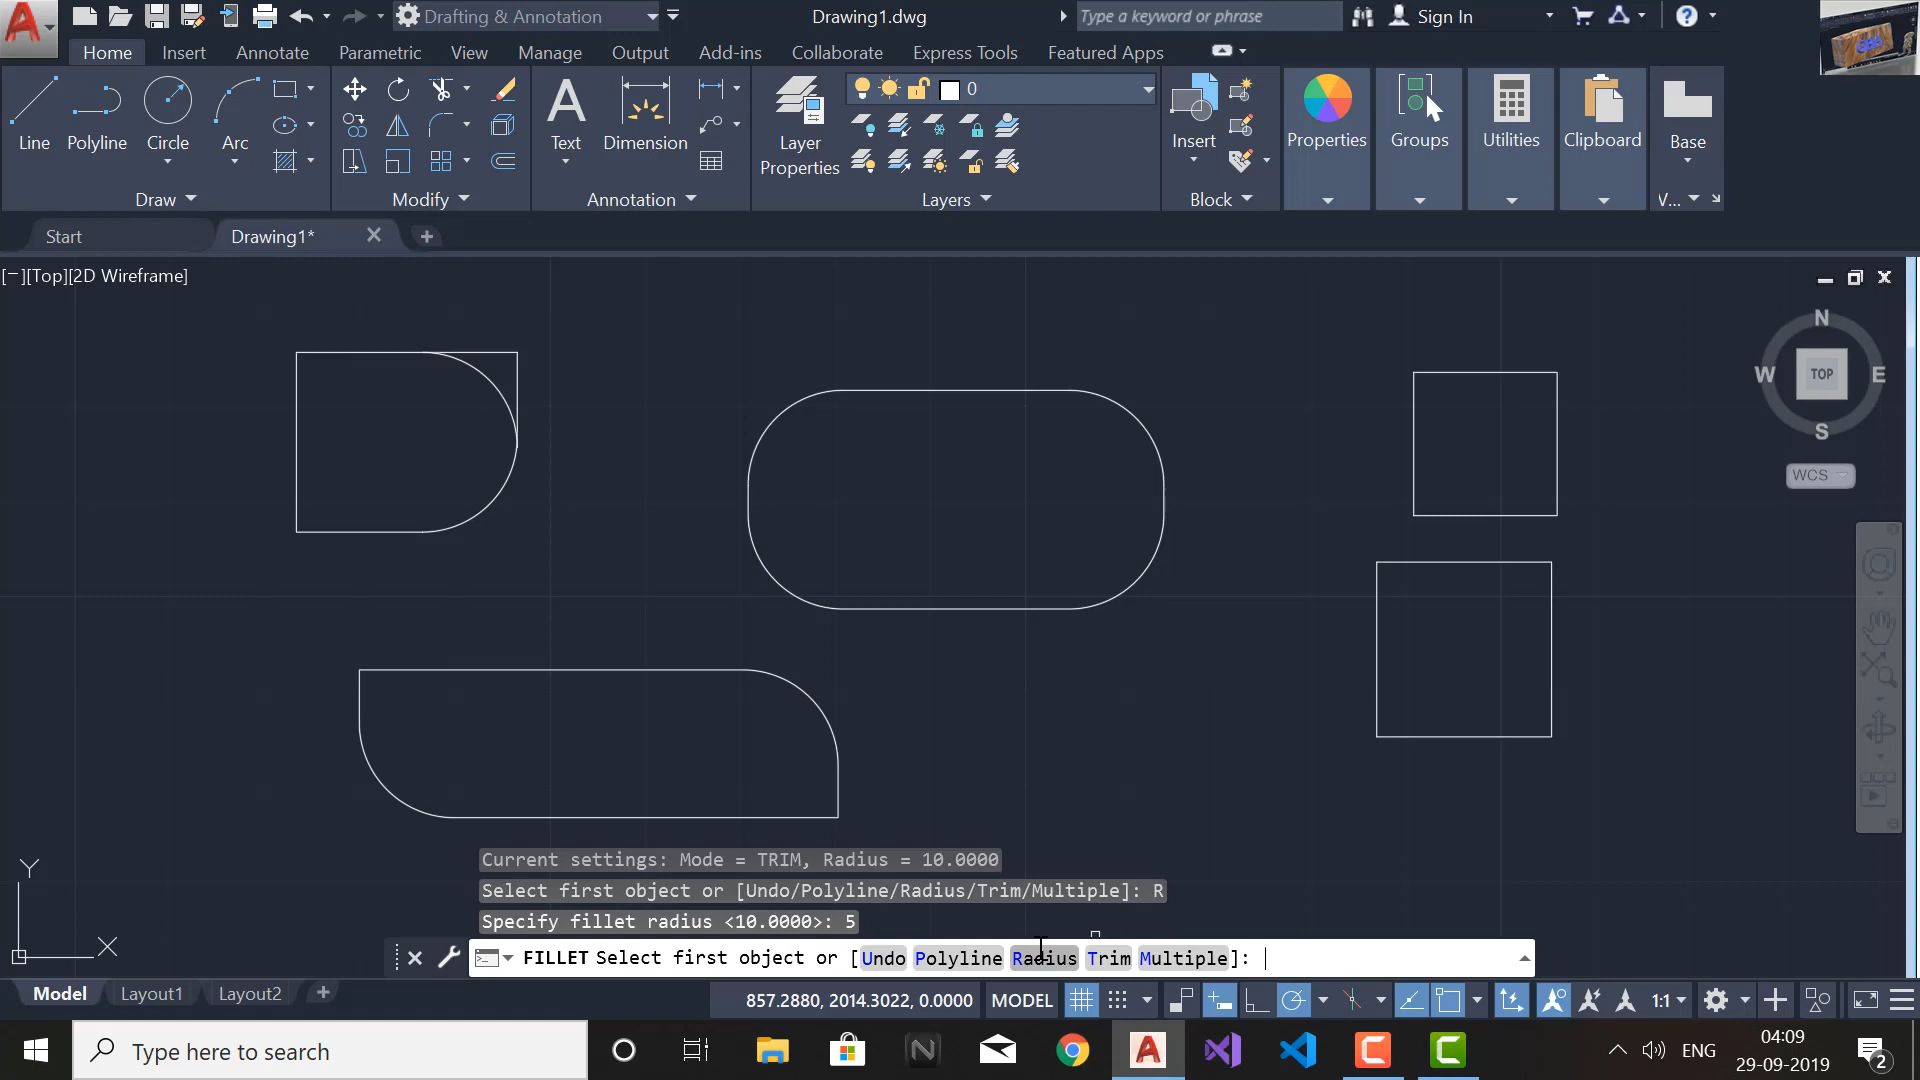 Drafting & Annotation
Drawing1.dwg
Type a keyword or phrase
Sign In
Home
Insert
Annotate
Parametric
View
Manage
Output
Add-ins
Collaborate
Express Tools
Featured Apps
Line
Polyline
Circle
Arc
Text
Dimension
Layer
Properties
0
Insert
Properties
Groups
Utilities
Clipboard
Base
Draw
Modify
Annotation
Layers
Block
V...
Start
Drawing1*
[−][Top][2D Wireframe]
N
W
TOP
E
S
WCS
Y
X
Current settings: Mode = TRIM, Radius = 10.0000
Select first object or [Undo/Polyline/Radius/Trim/Multiple]: R
Specify fillet radius <10.0000>: 5
FILLET Select first object or [Undo Polyline Radius Trim Multiple]:
Model
Layout1
Layout2
857.2880, 2014.3022, 0.0000
MODEL
1:1
Type here to search
ENG
04:09
29-09-2019
2